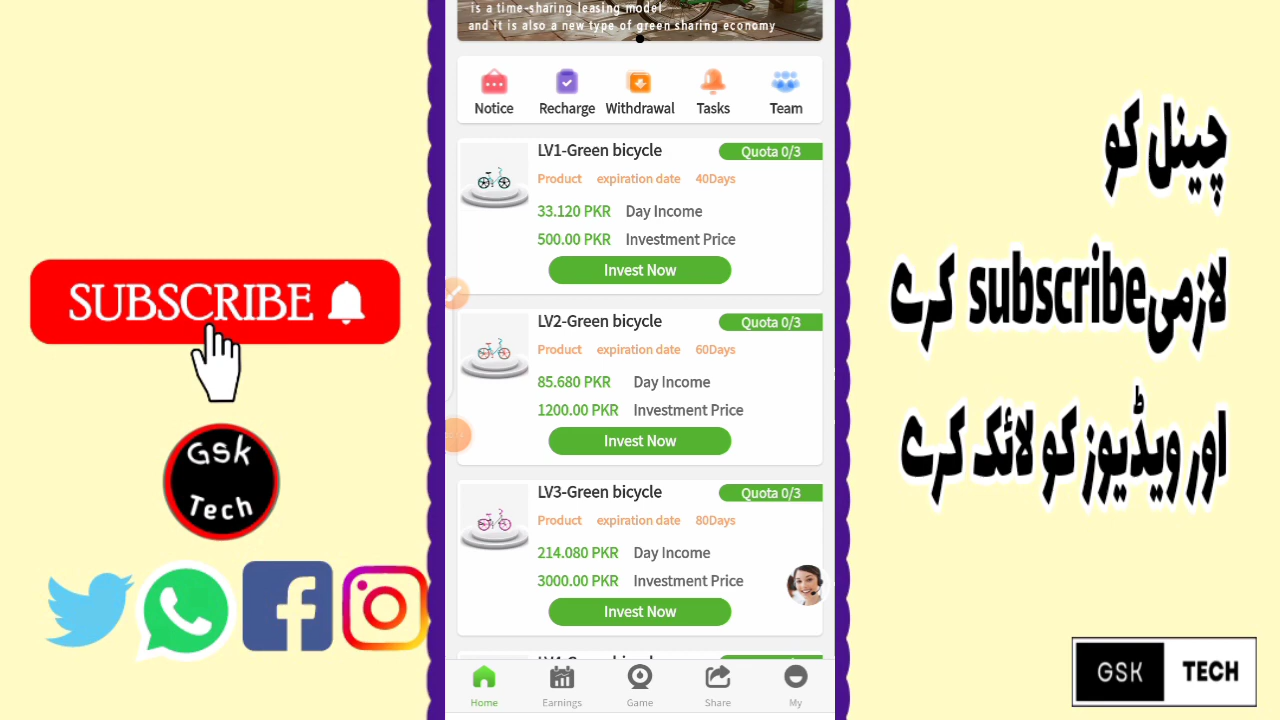 is a time-sharing leasing model
and it is also a new type of green sharing economy
Notice Recharge Withdrawal Tasks Team
LV1-Green bicycle Quota 0/3
Product expiration date 40Days
33.120 PKR Day Income
500.00 PKR Investment Price
Invest Now
LV2-Green bicycle Quota 0/3
Product expiration date 60Days
85.680 PKR Day Income
1200.00 PKR Investment Price
Invest Now
LV3-Green bicycle Quota 0/3
Product expiration date 80Days
214.080 PKR Day Income
3000.00 PKR Investment Price
Invest Now
Home Earnings Game Share My
SUBSCRIBE
Gsk
Tech
چینل کو
لازمی subscribe کرے
اور ویڈیوز کو لائک کرے
GSK TECH